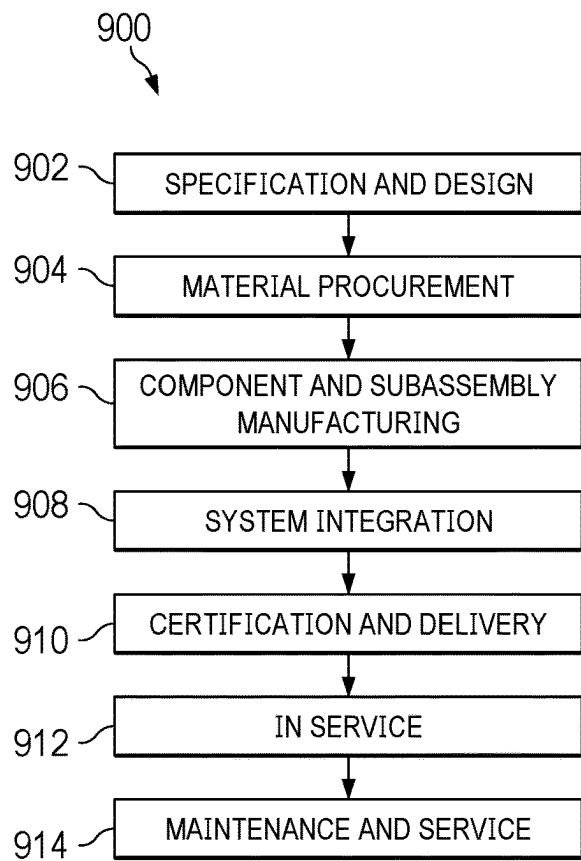 900
902
SPECIFICATION AND DESIGN
904
MATERIAL PROCUREMENT
906
COMPONENT AND SUBASSEMBLY
MANUFACTURING
908
SYSTEM INTEGRATION
910
CERTIFICATION AND DELIVERY
912
IN SERVICE
914
MAINTENANCE AND SERVICE